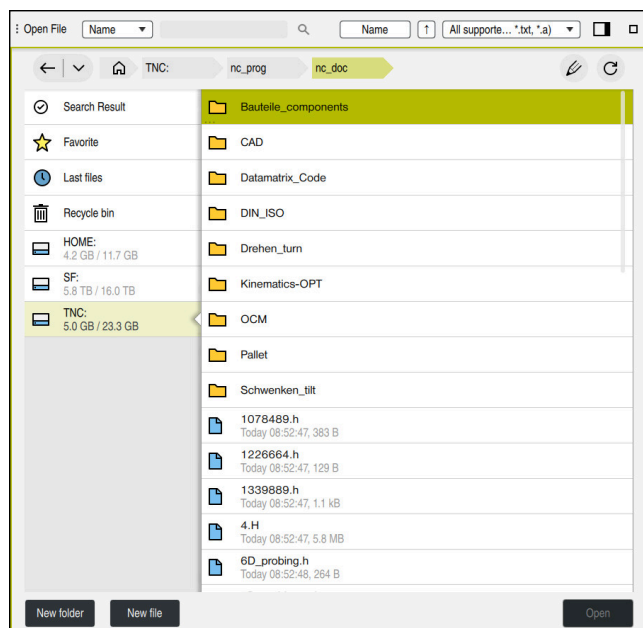 Open File
Name
Name
All supporte... *.txt, *.a)
TNC:
nc_prog
nc_doc
Search Result
Favorite
Last files
Recycle bin
HOME:
4.2 GB / 11.7 GB
SF:
5.8 TB / 16.0 TB
TNC:
5.0 GB / 23.3 GB
Bauteile_components
CAD
Datamatrix_Code
DIN_ISO
Drehen_turn
Kinematics-OPT
OCM
Pallet
Schwenken_tilt
1078489.h
Today 08:52:47, 383 B
1226664.h
Today 08:52:47, 129 B
1339889.h
Today 08:52:47, 1.1 kB
4.H
Today 08:52:47, 5.8 MB
6D_probing.h
Today 08:52:48, 264 B
New folder
New file
Open